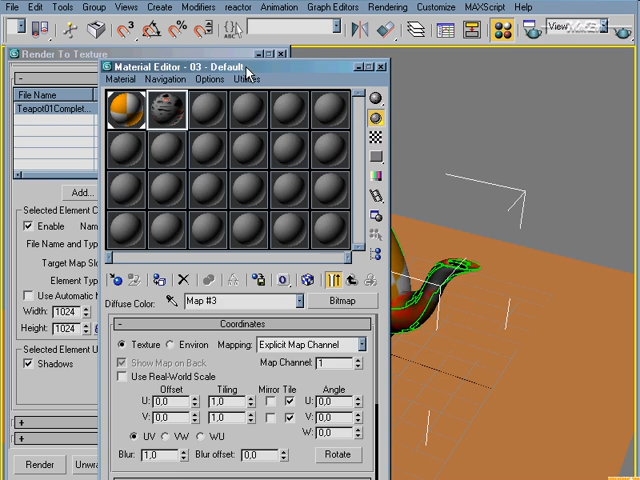 File Edit Tools Group Views Create Modifiers reactor Animation Graph Editors Rendering Customize MAXScript Help
View
Render To Texture
Material Editor - 03 - Default
Material Navigation Options Utilities
File Name
Teapot01Complet...
Add...
Selected Element C
Enable Nam
File Name and Typ
Target Map Slo
Element Typ
Use Automatic
Width: 1024
Height: 1024
Selected Element U
Shadows
Render Unwra
Diffuse Color: Map #3 Bitmap
Coordinates
Texture Environ Mapping: Explicit Map Channel
Show Map on Back Map Channel: 1
Use Real-World Scale
Offset Tiling Mirror Tile Angle
U: 0,0 1,0 U: 0,0
V: 0,0 1,0 V: 0,0
W: 0,0
UV VW WU
Blur: 1,0 Blur offset: 0,0 Rotate